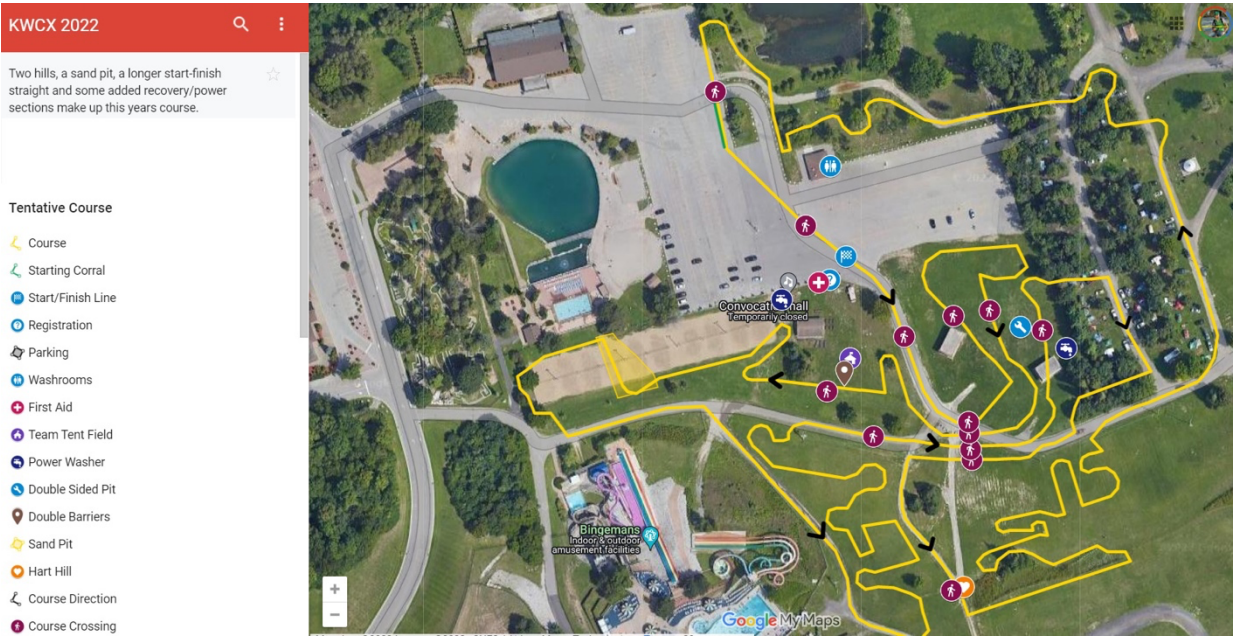 KWCX 2022
Two hills, a sand pit, a longer start-finish
straight and some added recovery/power
sections make up this years course.
Tentative Course
Course
Starting Corral
Start/Finish Line
Registration
Parking
Washrooms
First Aid
Team Tent Field
Power Washer
Double Sided Pit
Double Barriers
Sand Pit
Hart Hill
Course Direction
Course Crossing
Temporarily closed
Bingemans
Indoor & outdoor
amusement facilities
Google My Maps